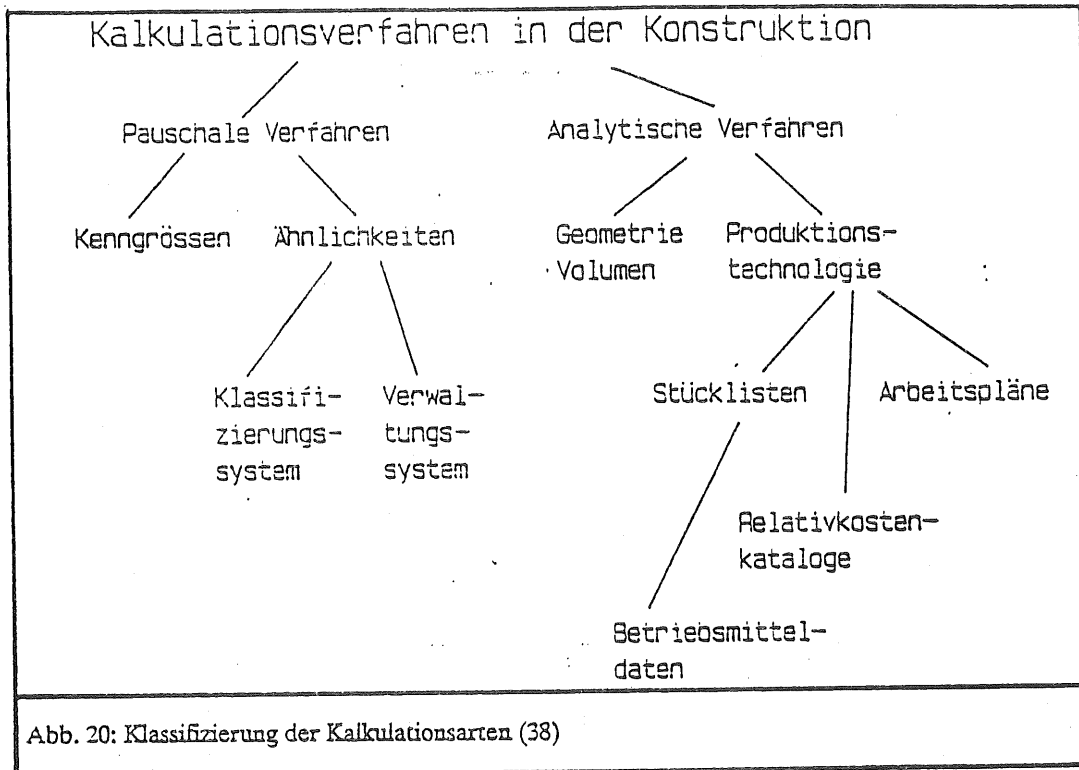 Kalkulationsverfahren in der Konstruktion
Pauschale Verfahren
Analytische Verfahren
Kenngrössen
Ähnlichkeiten
Geometrie
Volumen
Produktions-
technologie
Klassifi-
zierungs-
system
Verwal-
tungs-
system
Stücklisten
Arbeitspläne
Relativkosten-
kataloge
Betriebsmittel-
daten
Abb. 20: Klassifizierung der Kalkulationsarten (38)